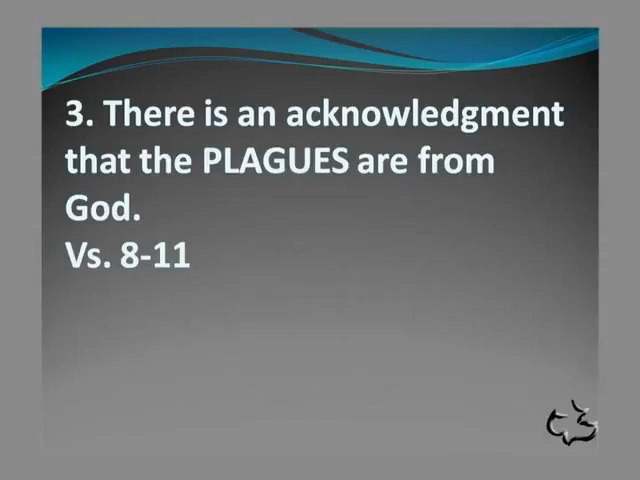 3. There is an acknowledgment
that the PLAGUES are from
God.
Vs. 8-11